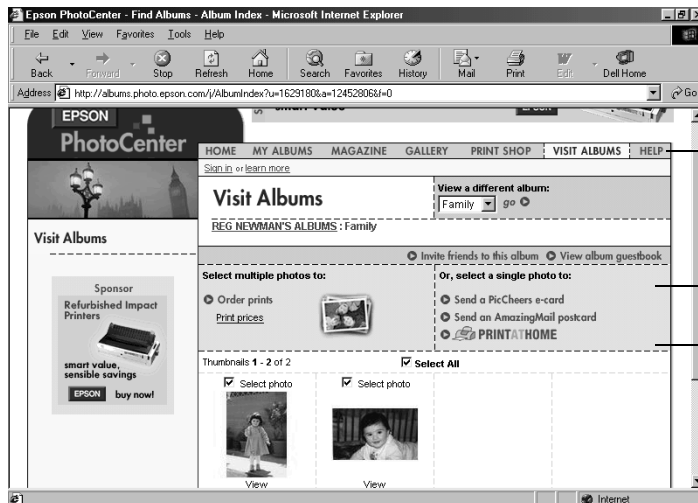 Epson PhotoCenter - Find Albums - Album Index - Microsoft Internet Explorer
File Edit View Favorites Tools Help
Back Forward Stop Refresh Home Search Favorites History Mail Print Edit Dell Home
Address http://albums.photo.epson.com/j/AlbumIndex?u=1629180&a=12452806&f=0 Go
EPSON
PhotoCenter
HOME MY ALBUMS MAGAZINE GALLERY PRINT SHOP VISIT ALBUMS HELP
Sign in or learn more
Visit Albums
View a different album:
Family go
REG NEWMAN'S ALBUMS : Family
Visit Albums
Invite friends to this album View album guestbook
Select multiple photos to:
Order prints
Print prices
Or, select a single photo to:
Send a PicCheers e-card
Send an AmazingMail postcard
PRINTATHOME
Sponsor
Refurbished Impact
Printers
smart value,
sensible savings
EPSON buy now!
Thumbnails 1 - 2 of 2 Select All
Select photo Select photo
View View
Internet